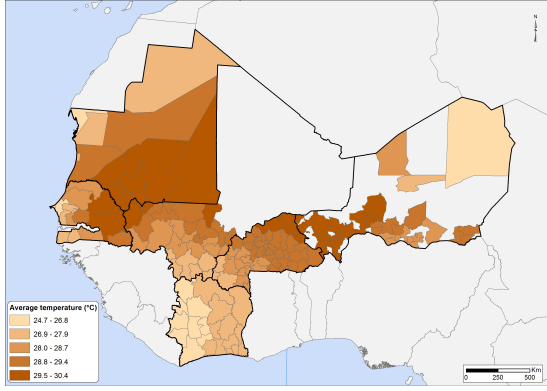 N
Average temperature (°C)
24.7 - 26.8
26.9 - 27.9
28.0 - 28.7
28.8 - 29.4
29.5 - 30.4
Km
0 250 500